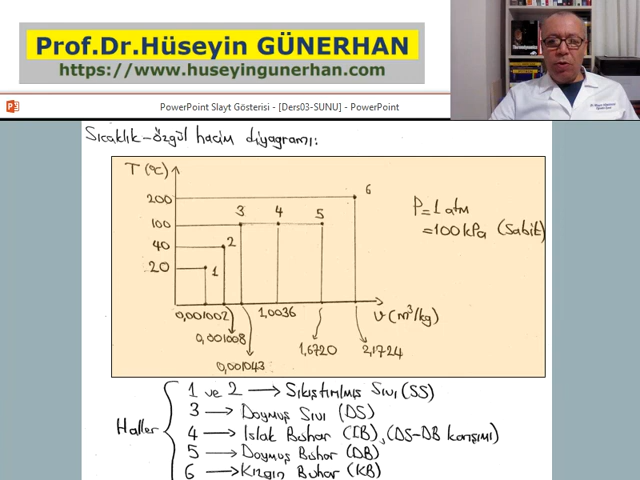 Prof.Dr.Hüseyin GÜNERHAN
https://www.huseyingunerhan.com
PowerPoint Slayt Gösterisi - [Ders03-SUNU] - PowerPoint
Sıcaklık-özgül hacim diyagramı:
T (°C)
200
100
40
20
1
2
3
4
5
6
P=1 atm
=100 kPa (Sabit)
0,001002
1,0036
v (m³/kg)
0,001008
0,001043
1,6720
2,1724
Haller
1 ve 2 → Sıkıştırılmış Sıvı (SS)
3 → Doymuş Sıvı (DS)
4 → Islak Buhar (IB), (DS-DB karışımı)
5 → Doymuş Buhar (DB)
6 → Kızgın Buhar (KB)